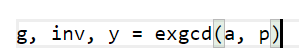 g, inv, y = exgcd(a, p)